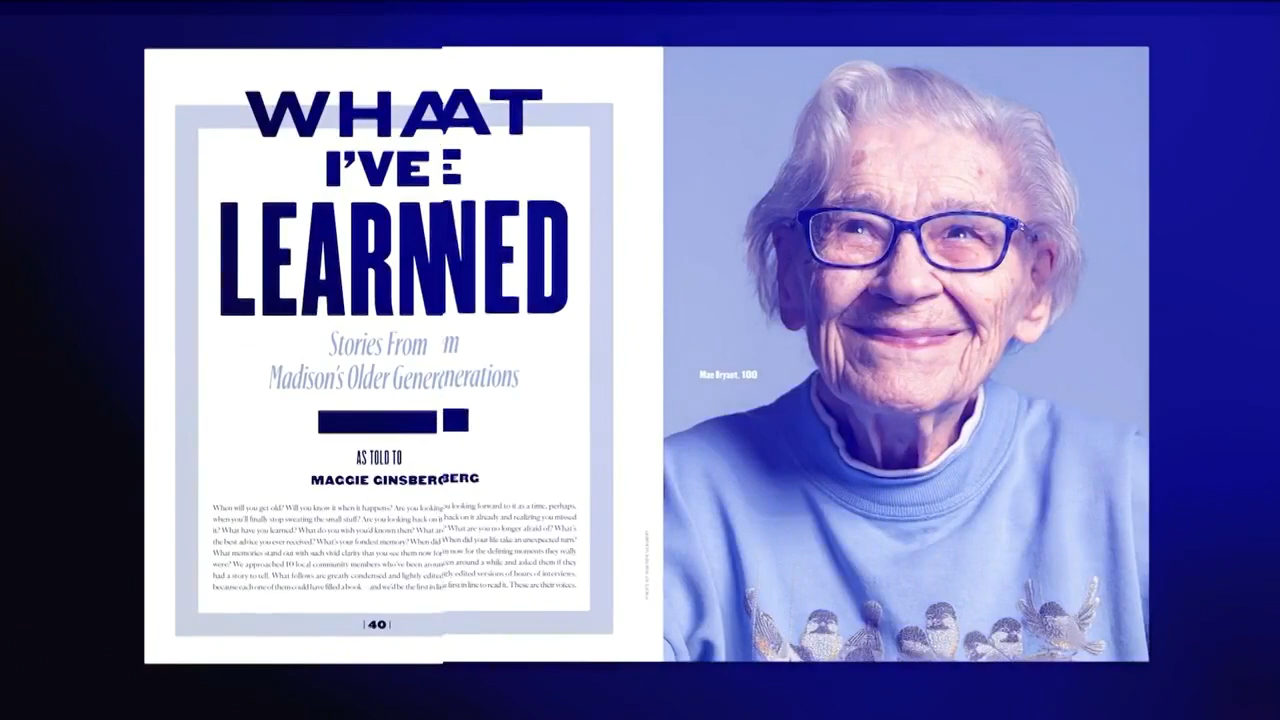 WHAT
I'VE
LEARNED
Stories From
Madison's Older Generations
AS TOLD TO
MAGGIE GINSBERG
When will you get old? Will you know it when it happens? Are you looking forward to it as a time, perhaps,
when you'll finally stop sweating the small stuff? Are you looking back on it already and realizing you missed
it? What have you learned? What do you wish you'd known then? What are you no longer afraid of? What's
the best advice you ever received? What's your fondest memory? When did your life take an unexpected turn?
What memories stand out with such vivid clarity that you see them now for the defining moments they really
were? We approached 10 local community members who've been around a while and asked them if they
had a story to tell. What follows are greatly condensed and lightly edited versions of hours of interviews,
because each one of them could have filled a book and we'd be the first in line to read it. These are their voices.
| 40 |
Mae Bryant, 100